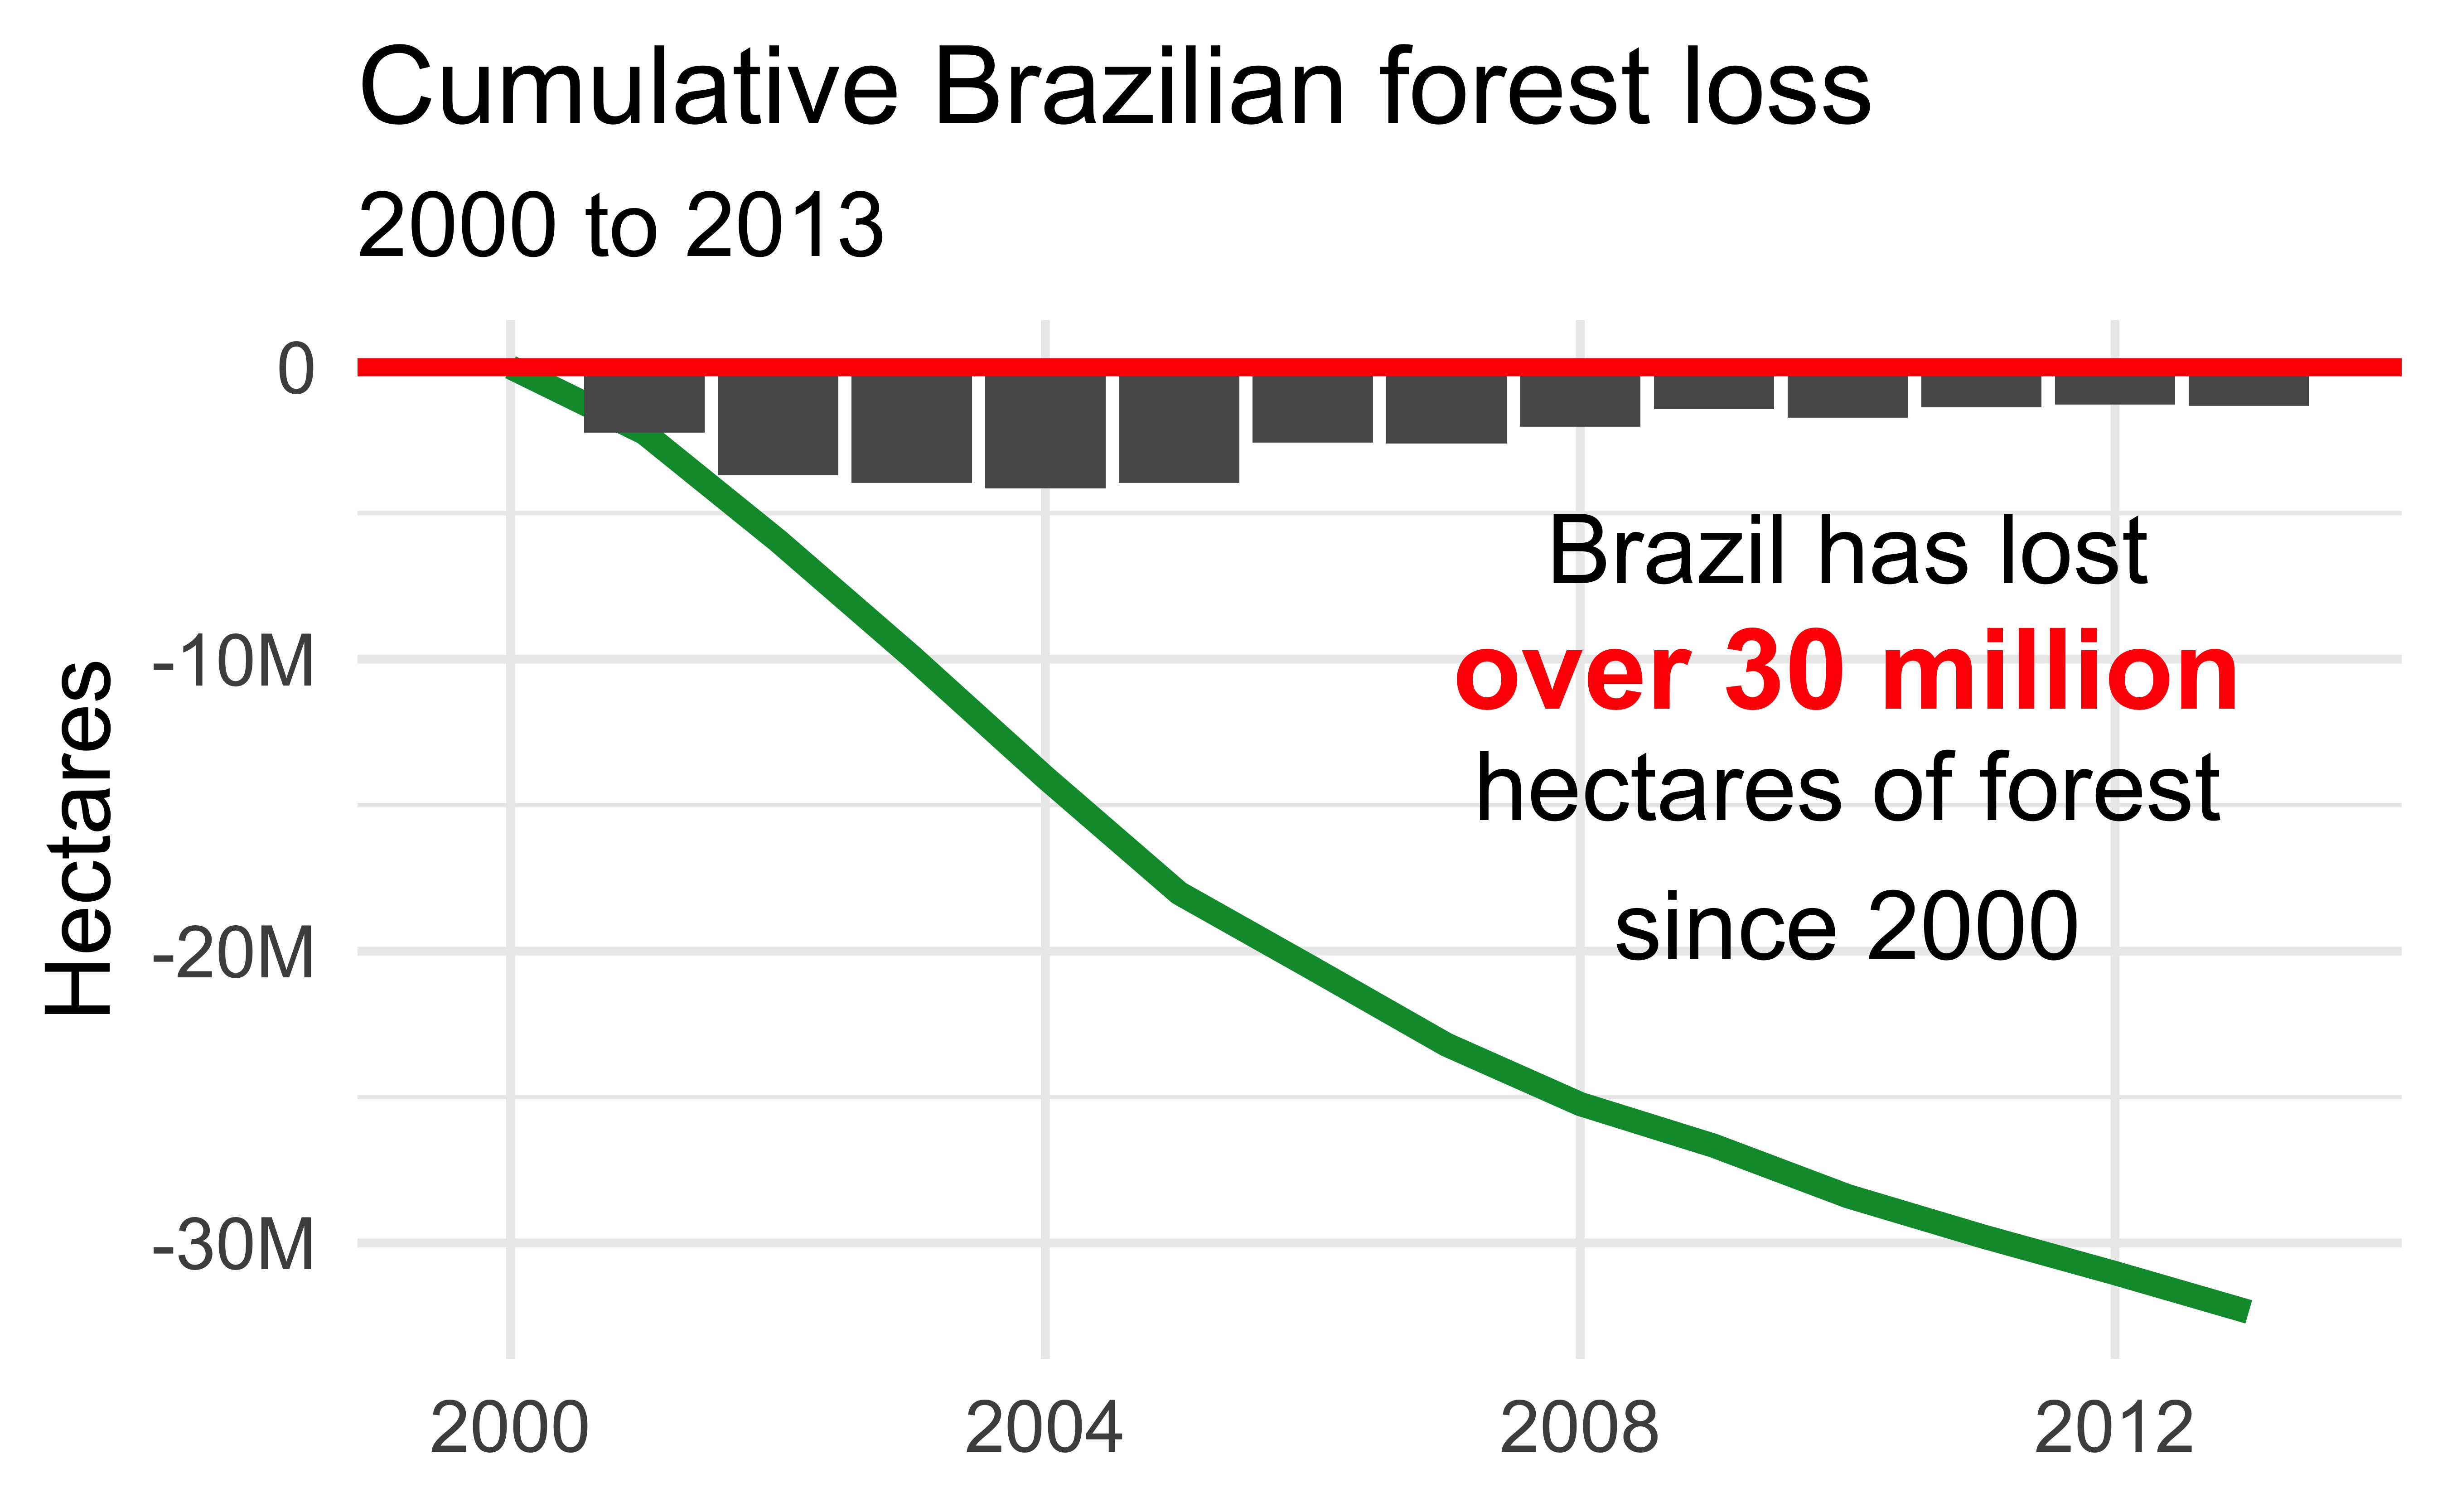 Cumulative Brazilian forest loss
2000 to 2013
0
-10M
-20M
-30M
Hectares
Brazil has lost
over 30 million
hectares of forest
since 2000
2000
2004
2008
2012